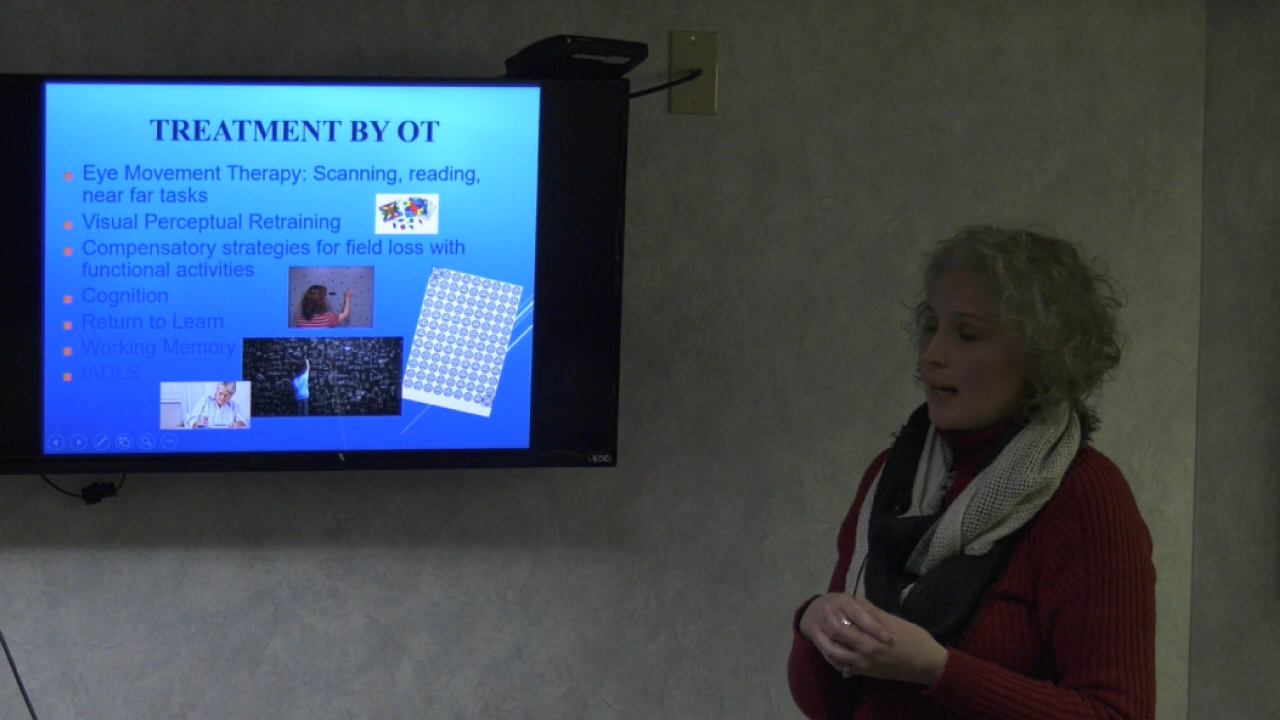 TREATMENT BY OT
Eye Movement Therapy: Scanning, reading,
near far tasks
Visual Perceptual Retraining
Compensatory strategies for field loss with
functional activities
Cognition
Return to Learn
Working Memory
IADLS
VIZIO